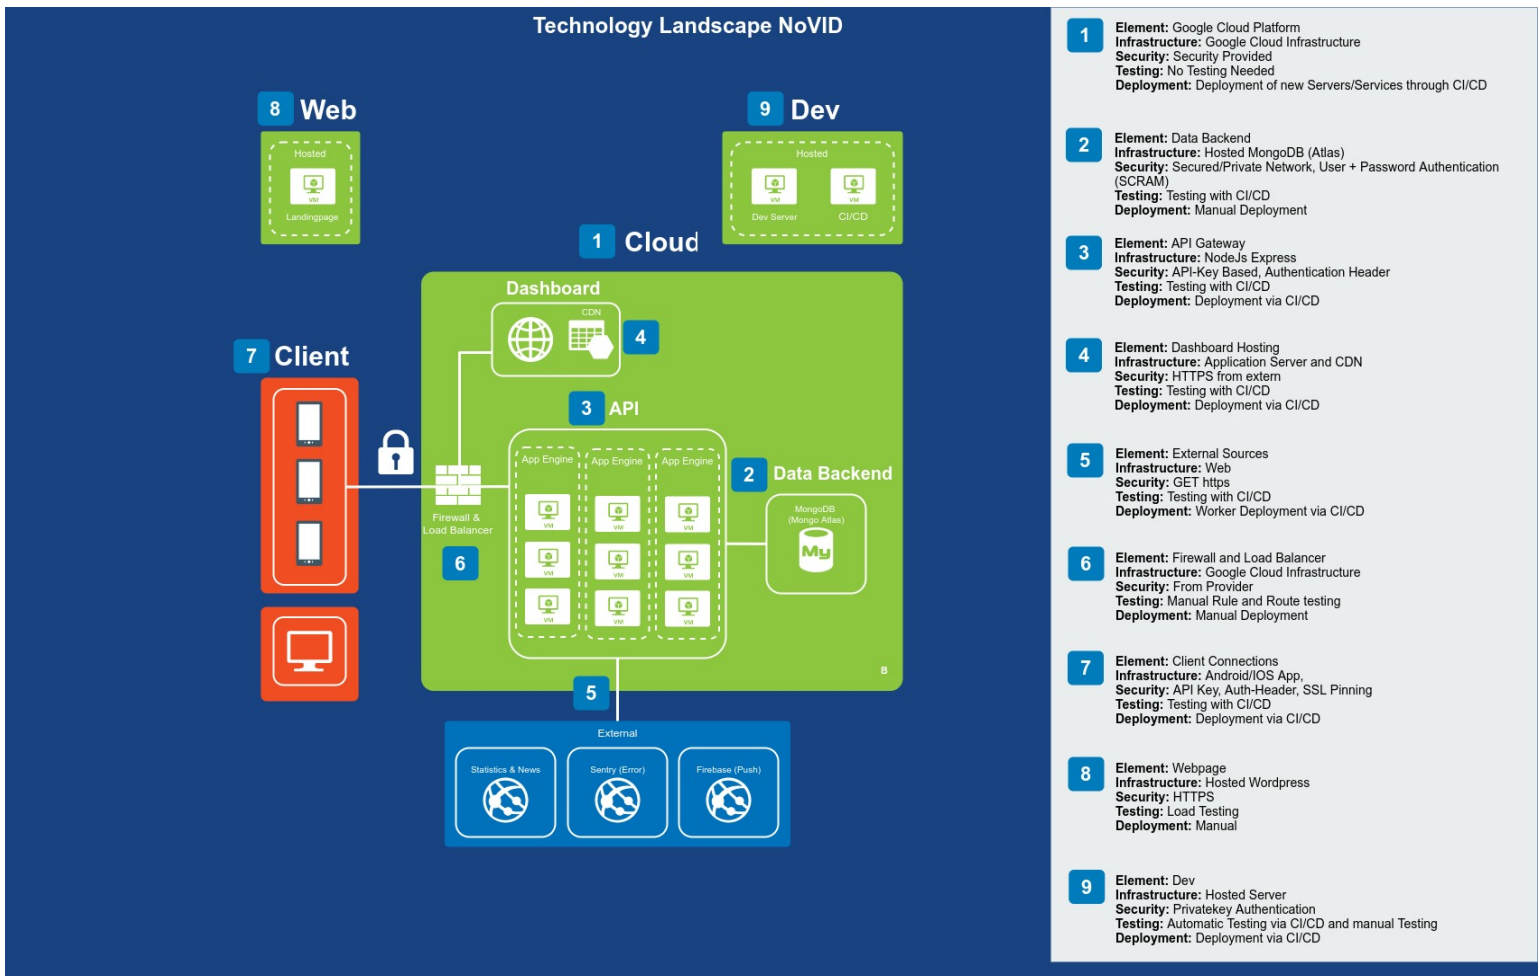 Technology Landscape NoVID
8 Web
Hosted
VM
Landingpage
9 Dev
Hosted
VM
Dev Server
VM
CI/CD
1 Cloud
Dashboard
CDN
4
7 Client
3 API
App Engine
App Engine
App Engine
VM
VM
VM
VM
VM
VM
VM
VM
VM
Firewall &
Load Balancer
6
2 Data Backend
MongoDB
(Mongo Atlas)
My
B
5
External
Statistics & News
Sentry (Error)
Firebase (Push)
1
Element: Google Cloud Platform
Infrastructure: Google Cloud Infrastructure
Security: Security Provided
Testing: No Testing Needed
Deployment: Deployment of new Servers/Services through CI/CD
2
Element: Data Backend
Infrastructure: Hosted MongoDB (Atlas)
Security: Secured/Private Network, User + Password Authentication
(SCRAM)
Testing: Testing with CI/CD
Deployment: Manual Deployment
3
Element: API Gateway
Infrastructure: NodeJs Express
Security: API-Key Based, Authentication Header
Testing: Testing with CI/CD
Deployment: Deployment via CI/CD
4
Element: Dashboard Hosting
Infrastructure: Application Server and CDN
Security: HTTPS from extern
Testing: Testing with CI/CD
Deployment: Deployment via CI/CD
5
Element: External Sources
Infrastructure: Web
Security: GET https
Testing: Testing with CI/CD
Deployment: Worker Deployment via CI/CD
6
Element: Firewall and Load Balancer
Infrastructure: Google Cloud Infrastructure
Security: From Provider
Testing: Manual Rule and Route testing
Deployment: Manual Deployment
7
Element: Client Connections
Infrastructure: Android/IOS App,
Security: API Key, Auth-Header, SSL Pinning
Testing: Testing with CI/CD
Deployment: Deployment via CI/CD
8
Element: Webpage
Infrastructure: Hosted Wordpress
Security: HTTPS
Testing: Load Testing
Deployment: Manual
9
Element: Dev
Infrastructure: Hosted Server
Security: Privatekey Authentication
Testing: Automatic Testing via CI/CD and manual Testing
Deployment: Deployment via CI/CD